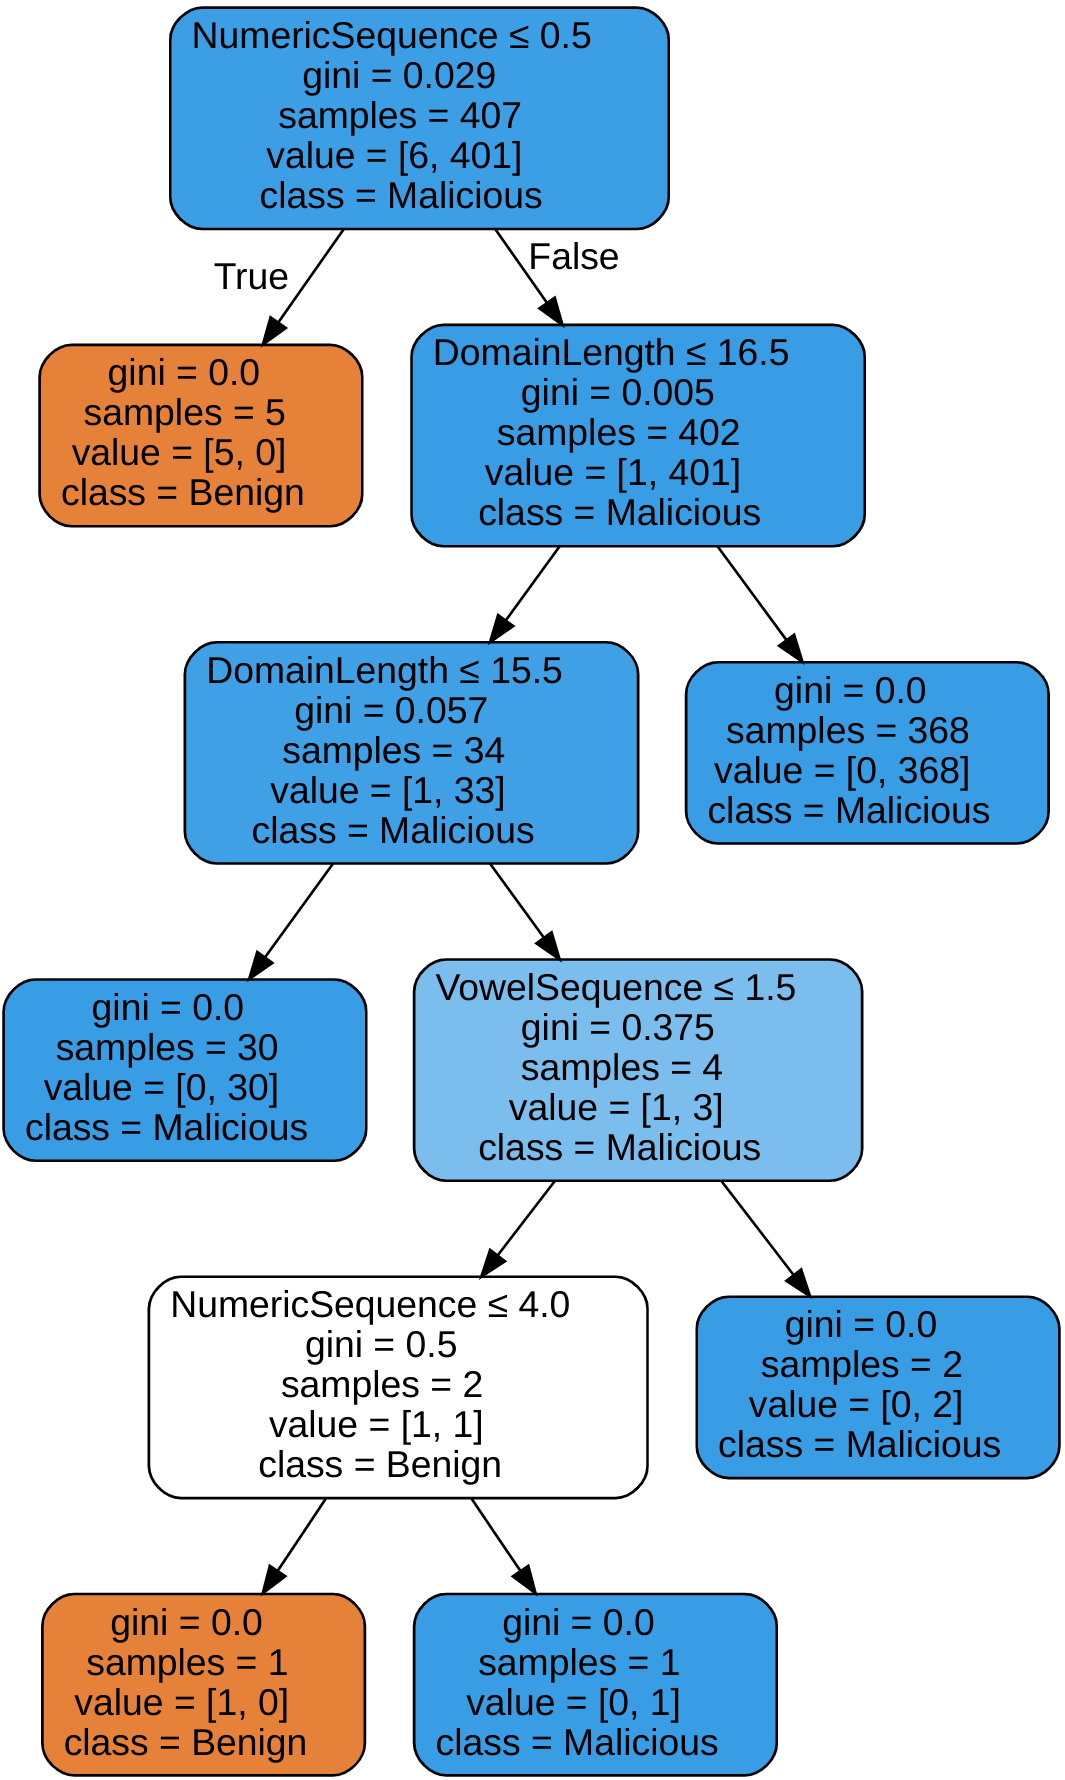 NumericSequence ≤ 0.5
gini = 0.029
samples = 407
value = [6, 401]
class = Malicious
True
False
gini = 0.0
samples = 5
value = [5, 0]
class = Benign
DomainLength ≤ 16.5
gini = 0.005
samples = 402
value = [1, 401]
class = Malicious
DomainLength ≤ 15.5
gini = 0.057
samples = 34
value = [1, 33]
class = Malicious
gini = 0.0
samples = 368
value = [0, 368]
class = Malicious
gini = 0.0
samples = 30
value = [0, 30]
class = Malicious
VowelSequence ≤ 1.5
gini = 0.375
samples = 4
value = [1, 3]
class = Malicious
NumericSequence ≤ 4.0
gini = 0.5
samples = 2
value = [1, 1]
class = Benign
gini = 0.0
samples = 2
value = [0, 2]
class = Malicious
gini = 0.0
samples = 1
value = [1, 0]
class = Benign
gini = 0.0
samples = 1
value = [0, 1]
class = Malicious